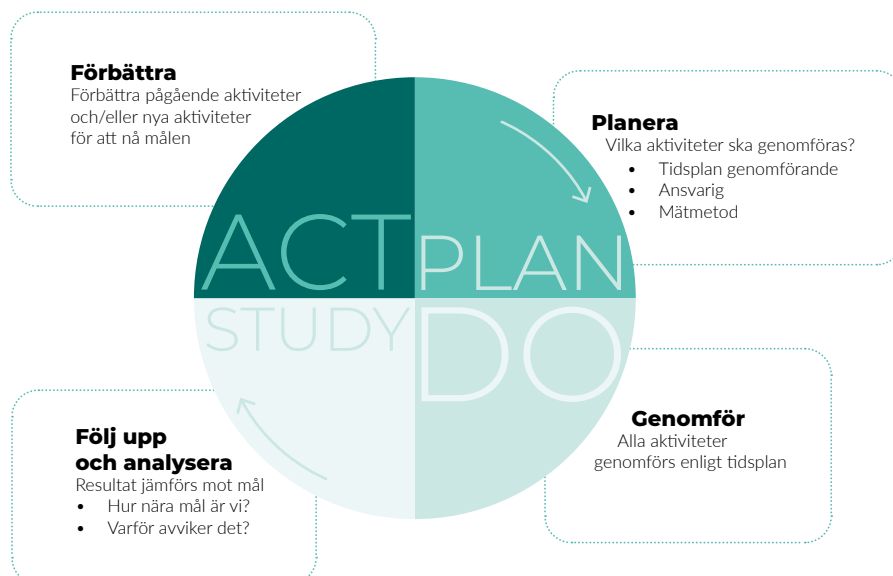 Förbättra
Förbättra pågående aktiviteter
och/eller nya aktiviteter
för att nå målen
Planera
Vilka aktiviteter ska genomföras?
• Tidsplan genomförande
• Ansvarig
• Mätmetod
ACT
PLAN
STUDY
DO
Följ upp
och analysera
Resultat jämförs mot mål
• Hur nära mål är vi?
• Varför avviker det?
Genomför
Alla aktiviteter
genomförs enligt tidsplan